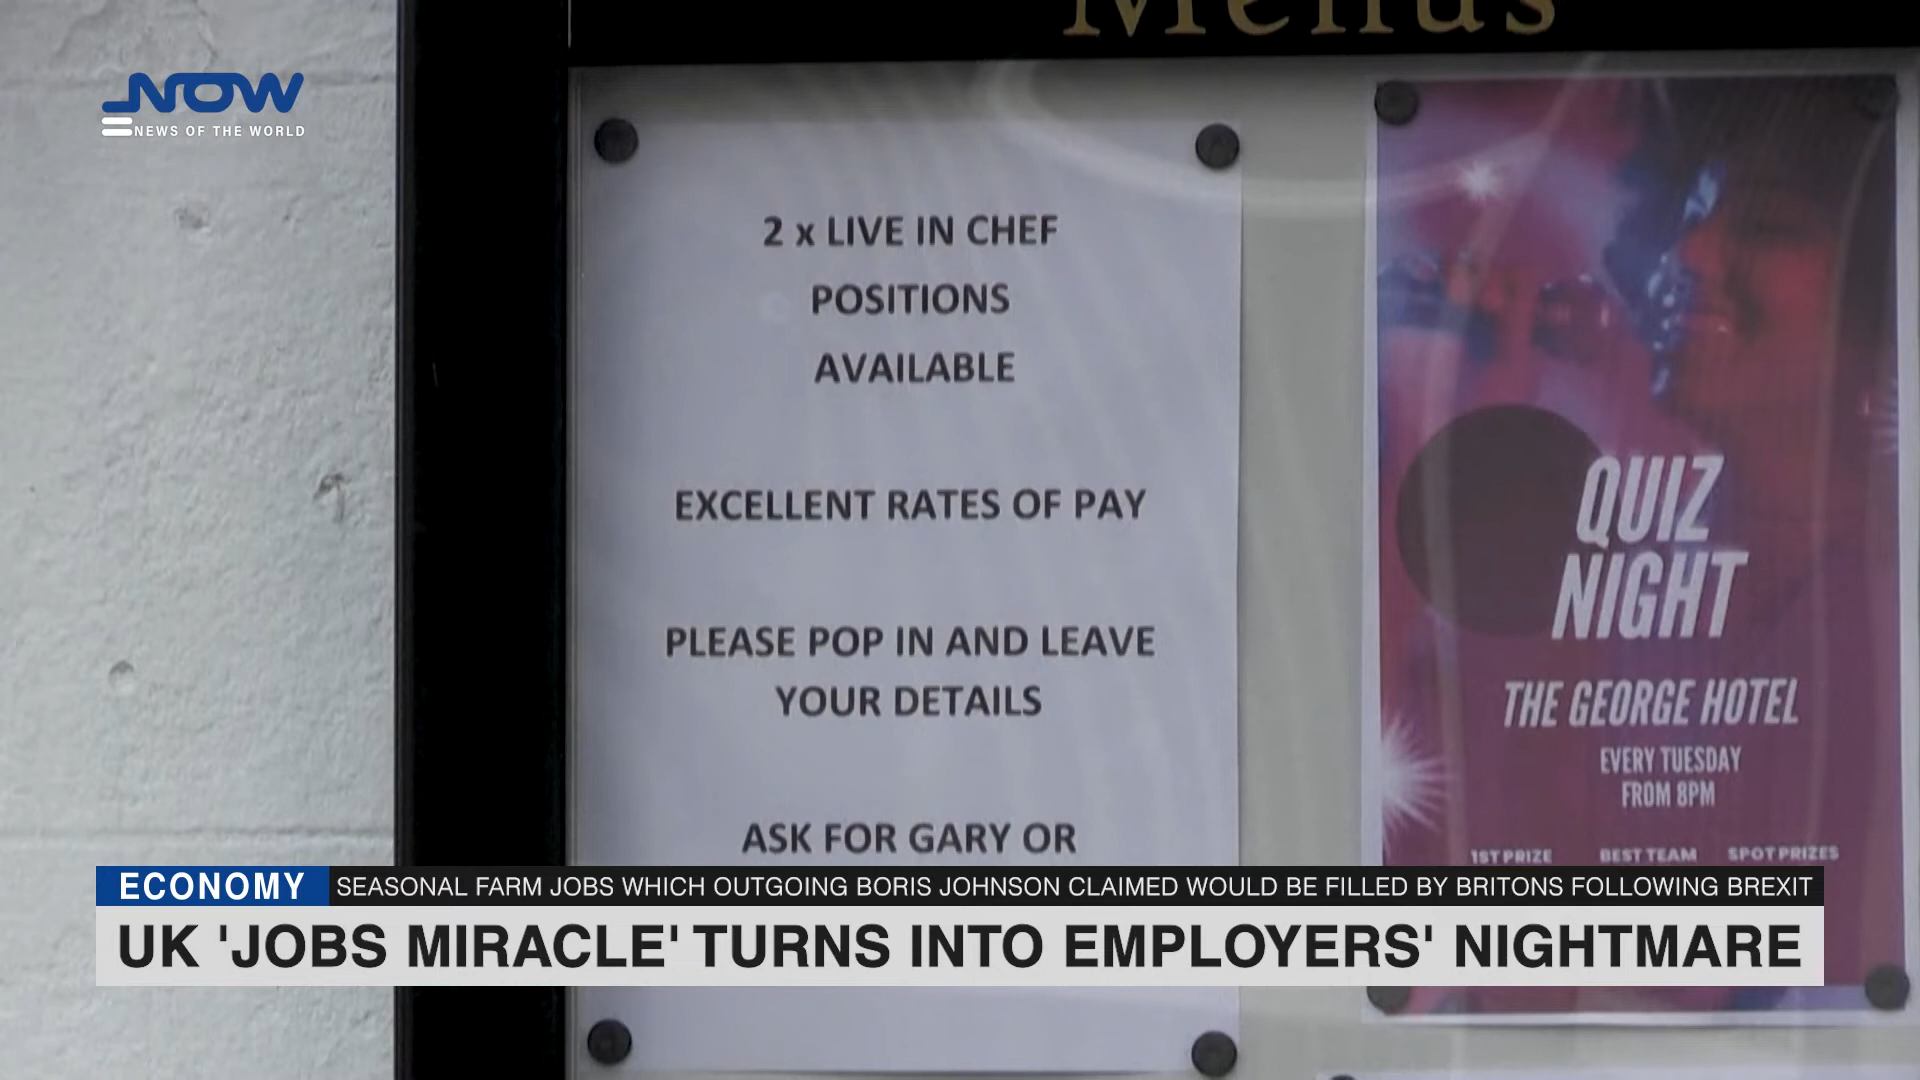 Menus
NOW
NEWS OF THE WORLD
2 x LIVE IN CHEF
POSITIONS
AVAILABLE
EXCELLENT RATES OF PAY
PLEASE POP IN AND LEAVE
YOUR DETAILS
ASK FOR GARY OR
QUIZ
NIGHT
THE GEORGE HOTEL
EVERY TUESDAY
FROM 8PM
1ST PRIZE BEST TEAM SPOT PRIZES
ECONOMY SEASONAL FARM JOBS WHICH OUTGOING BORIS JOHNSON CLAIMED WOULD BE FILLED BY BRITONS FOLLOWING BREXIT
UK 'JOBS MIRACLE' TURNS INTO EMPLOYERS' NIGHTMARE